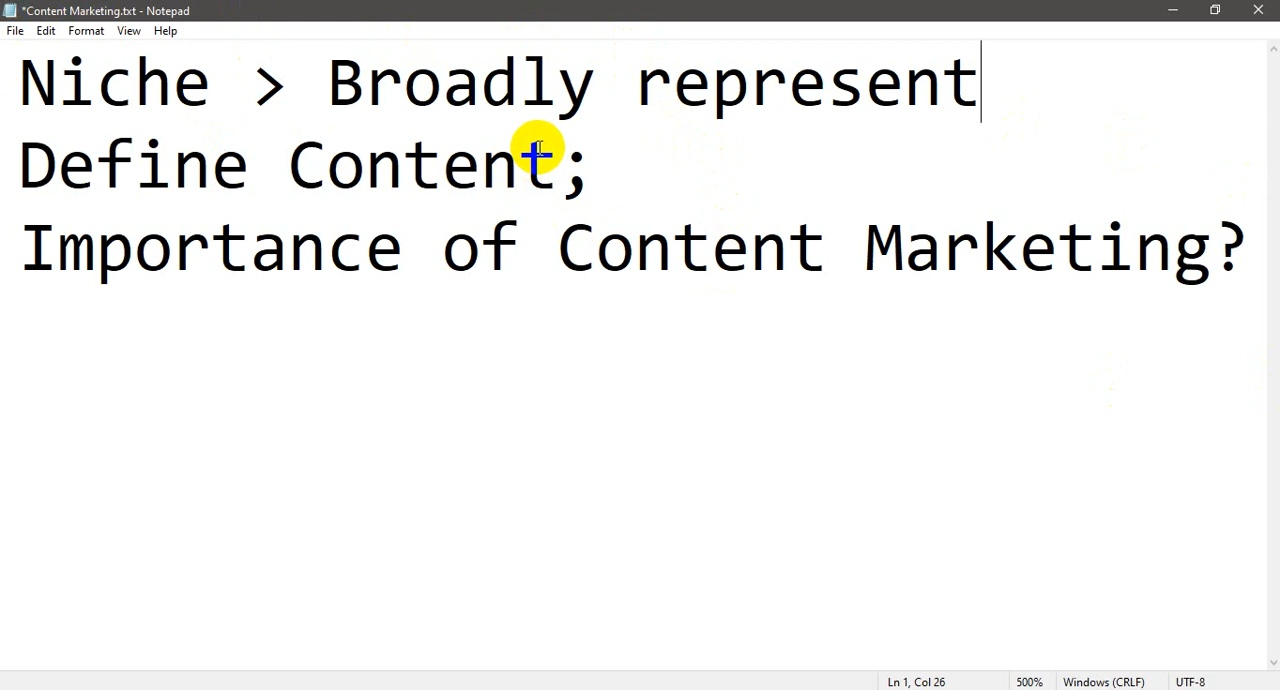 *Content Marketing.txt - Notepad
File Edit Format View Help
Niche > Broadly represent
Define Content;
Importance of Content Marketing?
Ln 1, Col 26 500% Windows (CRLF) UTF-8